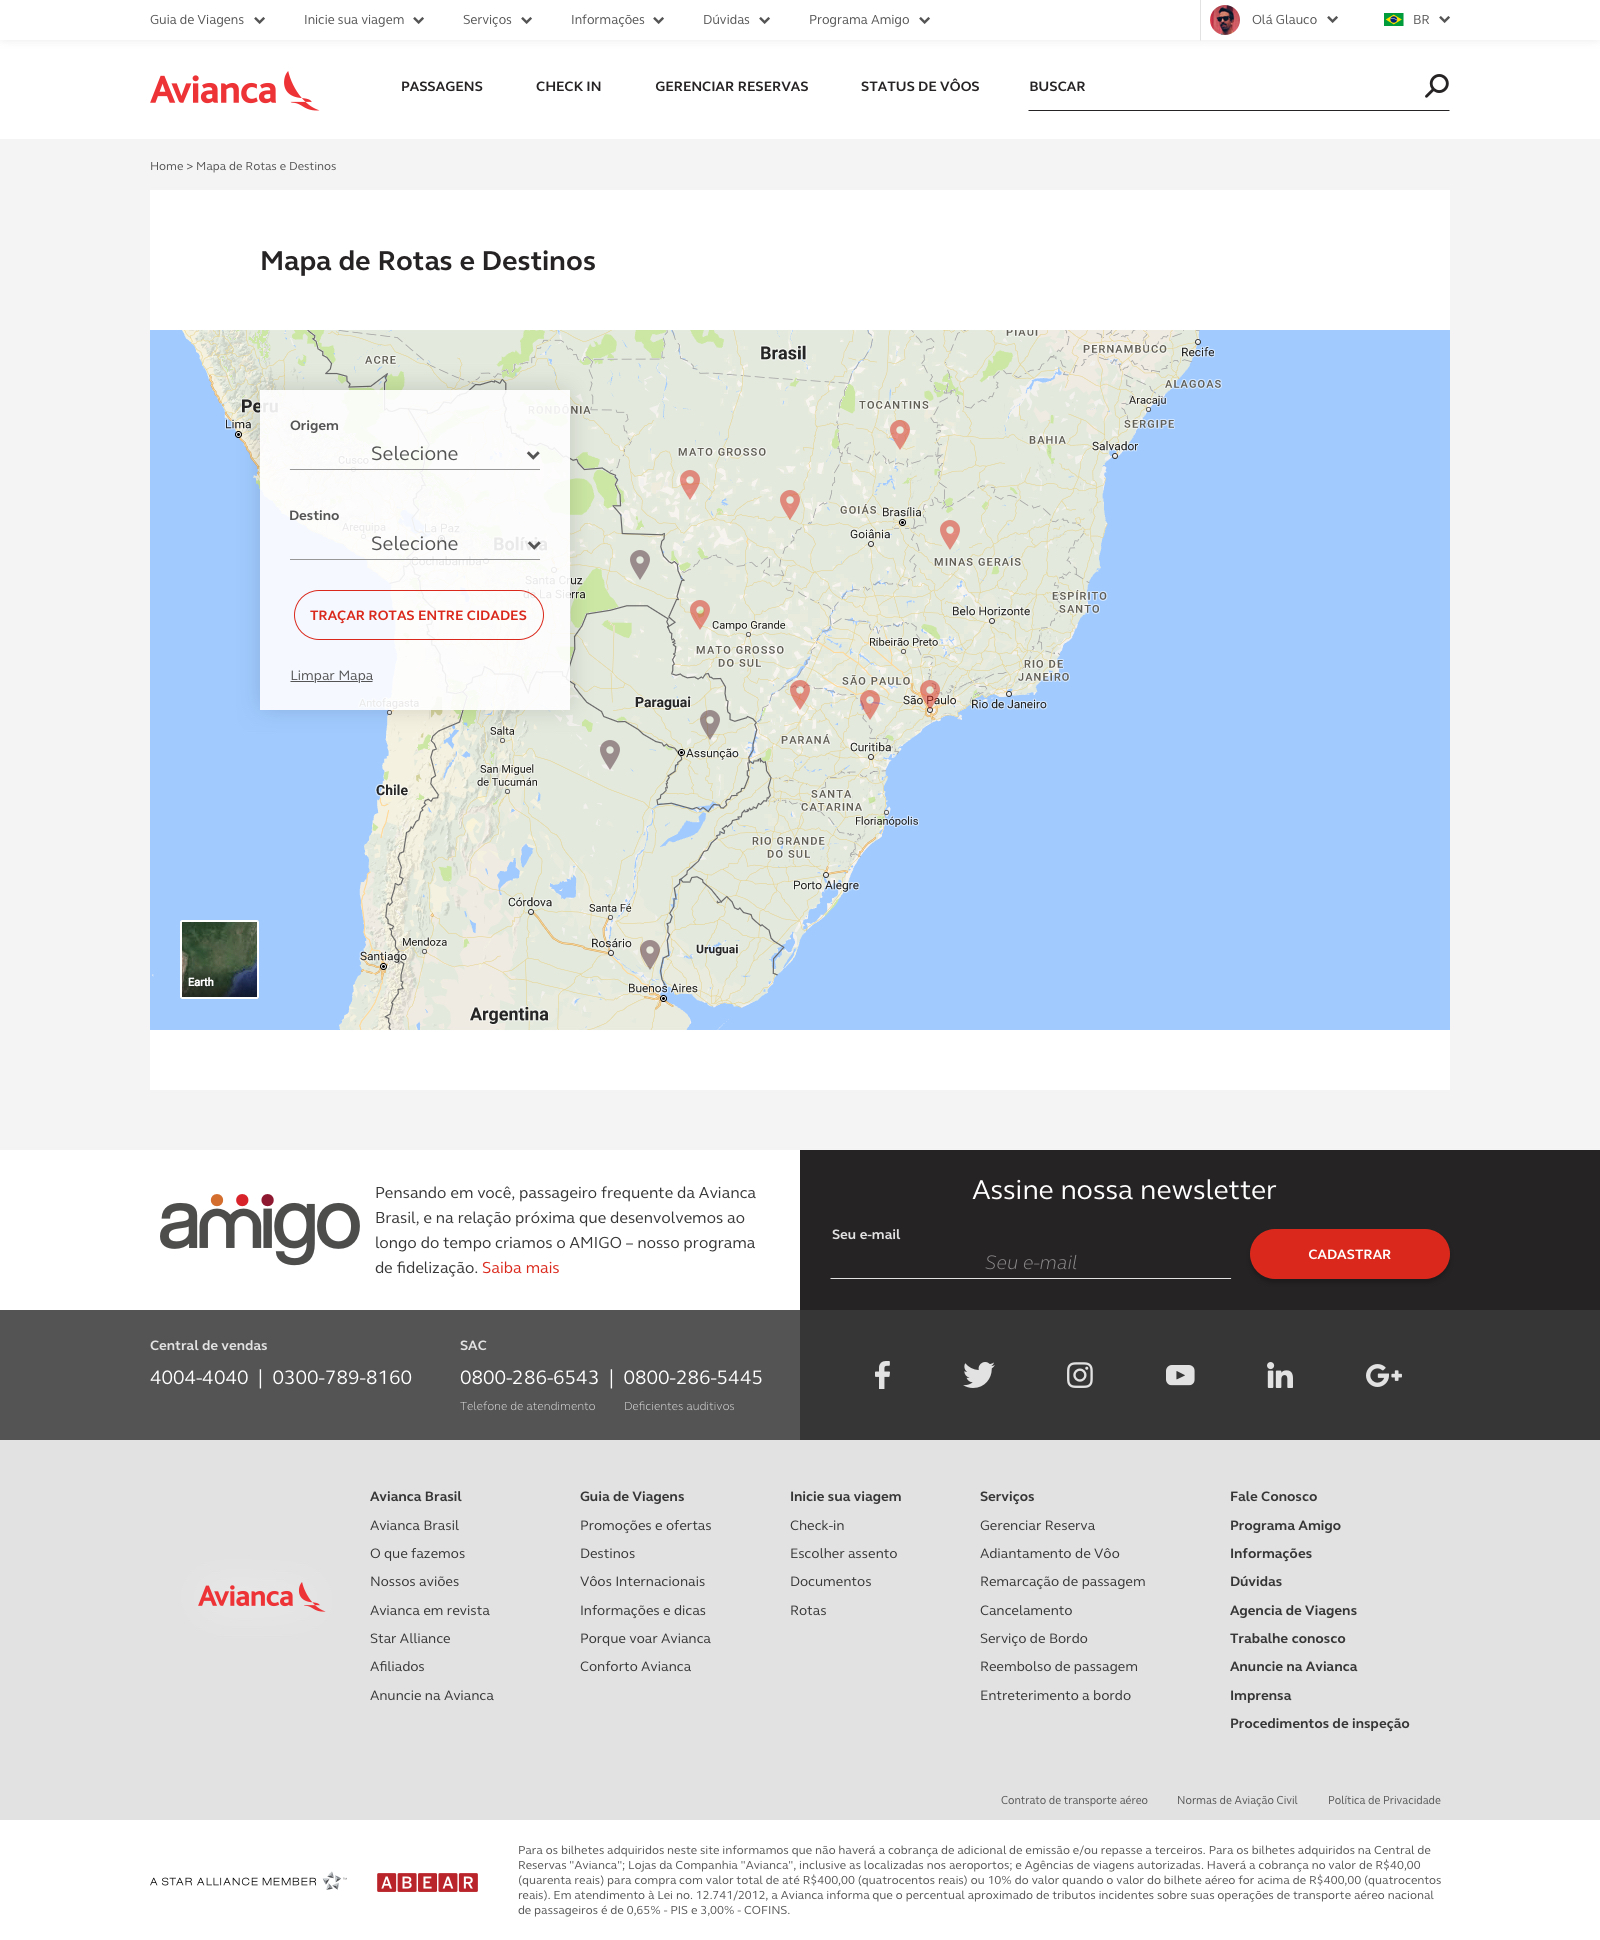 Guia de Viagens
Inicie sua viagem
Serviços
Informações
Dúvidas
Programa Amigo
Olá Glauco
BR
Avianca
PASSAGENS
CHECK IN
GERENCIAR RESERVAS
STATUS DE VÔOS
BUSCAR
Home > Mapa de Rotas e Destinos
Mapa de Rotas e Destinos
PIAUÍ
Brasil
PERNAMBUCO
Recife
ACRE
ALAGOAS
Aracaju
TOCANTINS
Peru
RONDONIA
SERGIPE
Lima
BAHIA
Salvador
MATO GROSSO
Cusco
GOIÁS
Brasília
Goiânia
Arequipa
La Paz
Bolívia
Cochabamba
MINAS GERAIS
Santa Cruz
de La Sierra
ESPÍRITO
SANTO
Belo Horizonte
Campo Grande
Ribeirão Preto
MATO GROSSO
DO SUL
RIO DE
JANEIRO
SÃO PAULO
São Paulo
Rio de Janeiro
Antofagasta
Paraguai
Salta
PARANÁ
Assunção
Curitiba
San Miguel
de Tucumán
Chile
SANTA
CATARINA
Florianópolis
RIO GRANDE
DO SUL
Porto Alegre
Córdova
Santa Fé
Mendoza
Rosário
Uruguai
Santiago
Buenos Aires
Argentina
Earth
Origem
Selecione
Destino
Selecione
TRAÇAR ROTAS ENTRE CIDADES
Limpar Mapa
amigo
Pensando em você, passageiro frequente da Avianca
Brasil, e na relação próxima que desenvolvemos ao
longo do tempo criamos o AMIGO – nosso programa
de fidelização. Saiba mais
Assine nossa newsletter
Seu e-mail
Seu e-mail
CADASTRAR
Central de vendas
4004-4040 | 0300-789-8160
SAC
0800-286-6543 | 0800-286-5445
Telefone de atendimento
Deficientes auditivos
Avianca
Avianca Brasil
Avianca Brasil
O que fazemos
Nossos aviões
Avianca em revista
Star Alliance
Afiliados
Anuncie na Avianca
Guia de Viagens
Promoções e ofertas
Destinos
Vôos Internacionais
Informações e dicas
Porque voar Avianca
Conforto Avianca
Inicie sua viagem
Check-in
Escolher assento
Documentos
Rotas
Serviços
Gerenciar Reserva
Adiantamento de Vôo
Remarcação de passagem
Cancelamento
Serviço de Bordo
Reembolso de passagem
Entreterimento a bordo
Fale Conosco
Programa Amigo
Informações
Dúvidas
Agencia de Viagens
Trabalhe conosco
Anuncie na Avianca
Imprensa
Procedimentos de inspeção
Contrato de transporte aéreo
Normas de Aviação Civil
Política de Privacidade
A STAR ALLIANCE MEMBER
ABEAR
Para os bilhetes adquiridos neste site informamos que não haverá a cobrança de adicional de emissão e/ou repasse a terceiros. Para os bilhetes adquiridos na Central de
Reservas "Avianca"; Lojas da Companhia "Avianca", inclusive as localizadas nos aeroportos; e Agências de viagens autorizadas. Haverá a cobrança no valor de R$40,00
(quarenta reais) para compra com valor total de até R$400,00 (quatrocentos reais) ou 10% do valor quando o valor do bilhete aéreo for acima de R$400,00 (quatrocentos
reais). Em atendimento à Lei no. 12.741/2012, a Avianca informa que o percentual aproximado de tributos incidentes sobre suas operações de transporte aéreo nacional
de passageiros é de 0,65% - PIS e 3,00% - COFINS.